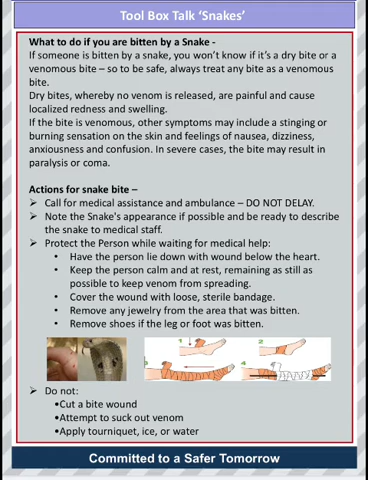 Tool Box Talk ‘Snakes’
What to do if you are bitten by a Snake -
If someone is bitten by a snake, you won’t know if it’s a dry bite or a
venomous bite – so to be safe, always treat any bite as a venomous
bite.
Dry bites, whereby no venom is released, are painful and cause
localized redness and swelling.
If the bite is venomous, other symptoms may include a stinging or
burning sensation on the skin and feelings of nausea, dizziness,
anxiousness and confusion. In severe cases, the bite may result in
paralysis or coma.
Actions for snake bite –
➢ Call for medical assistance and ambulance – DO NOT DELAY.
➢ Note the Snake's appearance if possible and be ready to describe
the snake to medical staff.
➢ Protect the Person while waiting for medical help:
• Have the person lie down with wound below the heart.
• Keep the person calm and at rest, remaining as still as
possible to keep venom from spreading.
• Cover the wound with loose, sterile bandage.
• Remove any jewelry from the area that was bitten.
• Remove shoes if the leg or foot was bitten.
1 2
3 4
➢ Do not:
•Cut a bite wound
•Attempt to suck out venom
•Apply tourniquet, ice, or water
Committed to a Safer Tomorrow